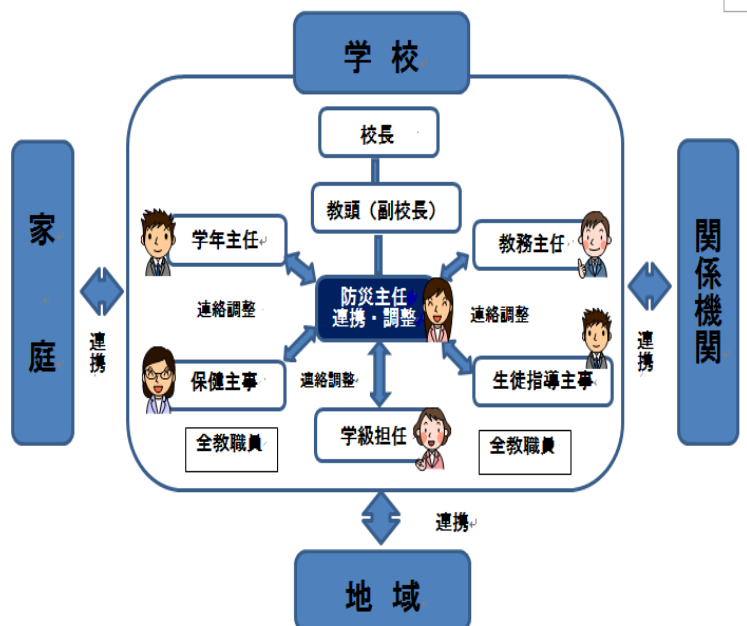 学校
校長
教頭（副校長）
家庭
関係機関
学年主任
教務主任
防災主任
連携・調整
連絡調整
連絡調整
連携
連携
保健主事
連絡調整
生徒指導主事
学級担任
全教職員
全教職員
連携
地域